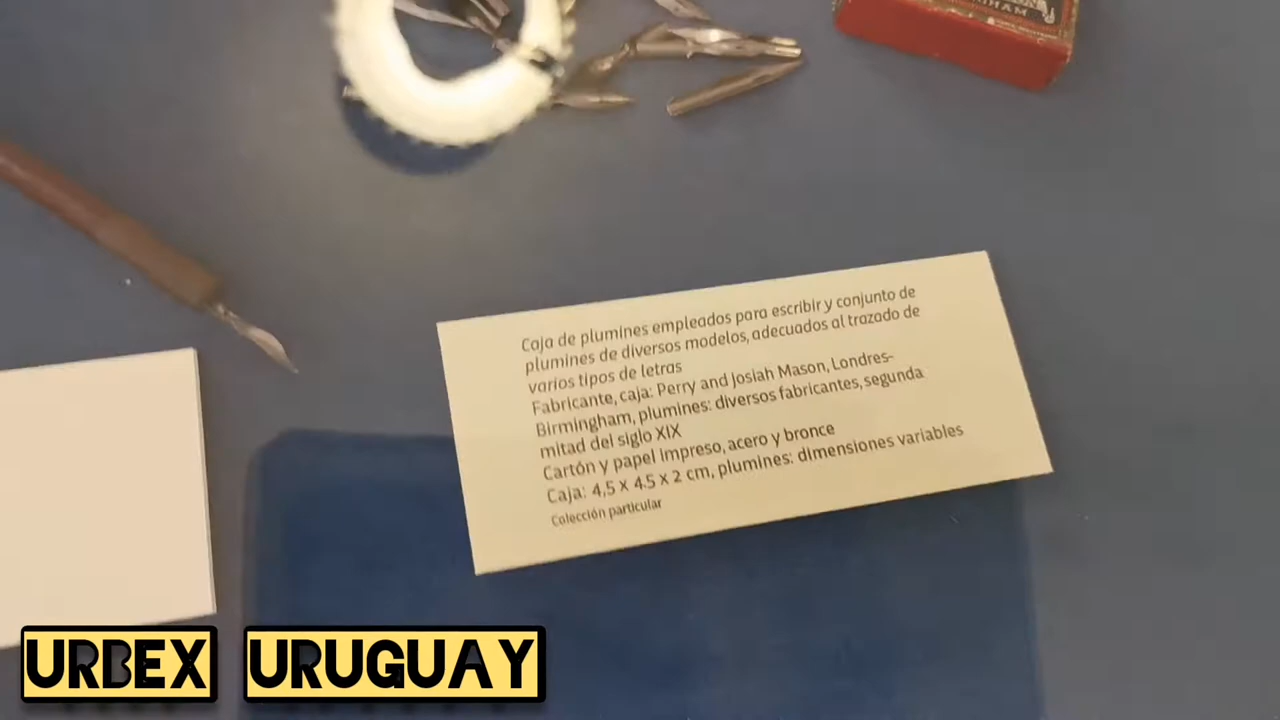 Caja de plumines empleados para escribir y conjunto de
plumines de diversos modelos, adecuados al trazado de
varios tipos de letras
Fabricante, caja: Perry and Josiah Mason, Londres-
Birmingham, plumines: diversos fabricantes, segunda
mitad del siglo XIX
Cartón y papel impreso, acero y bronce
Caja: 4,5 x 4.5 x 2 cm, plumines: dimensiones variables
Colección particular
URBEX URUGUAY